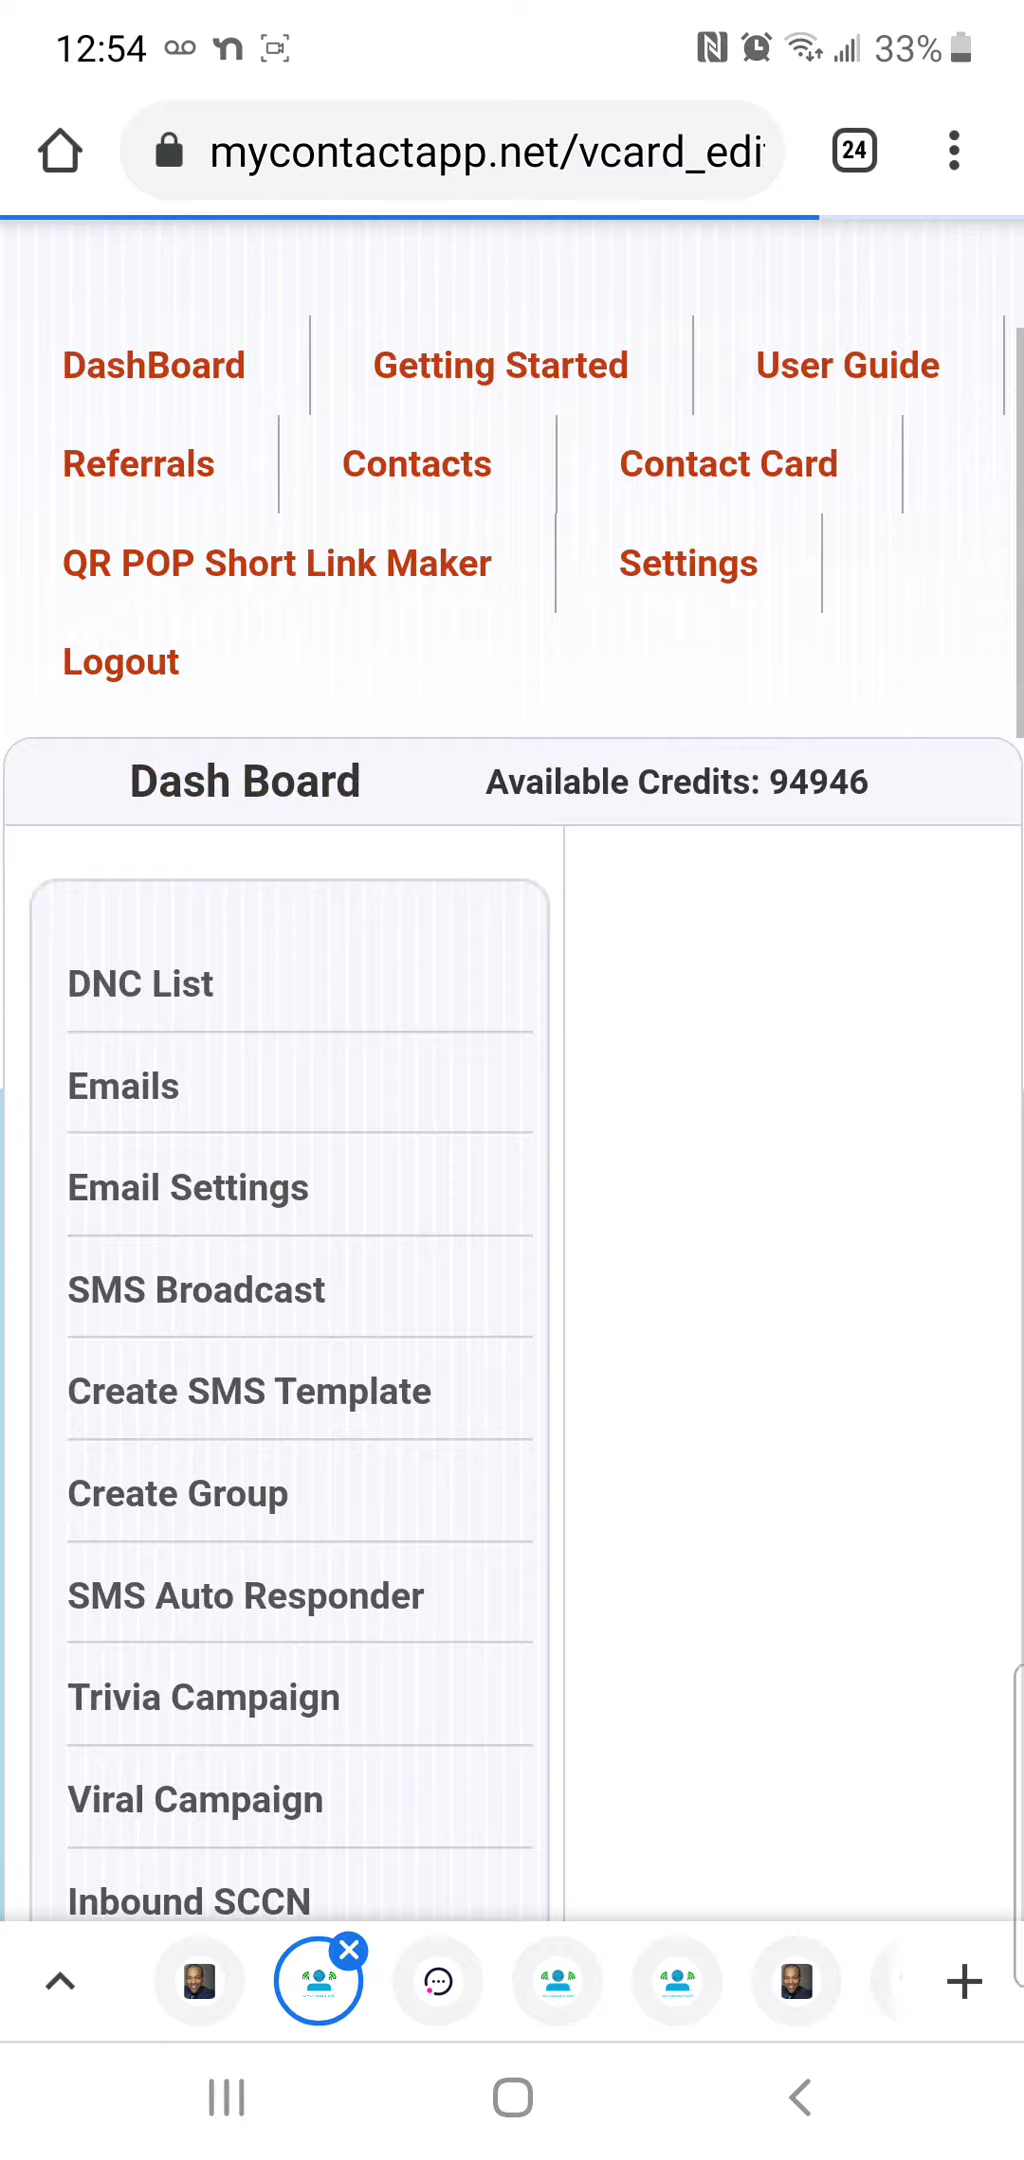 12:54 33%
mycontactapp.net/vcard_edi 24
DashBoard Getting Started User Guide
Referrals Contacts Contact Card
QR POP Short Link Maker Settings
Logout
Dash Board Available Credits: 94946
DNC List
Emails
Email Settings
SMS Broadcast
Create SMS Template
Create Group
SMS Auto Responder
Trivia Campaign
Viral Campaign
Inbound SCCN